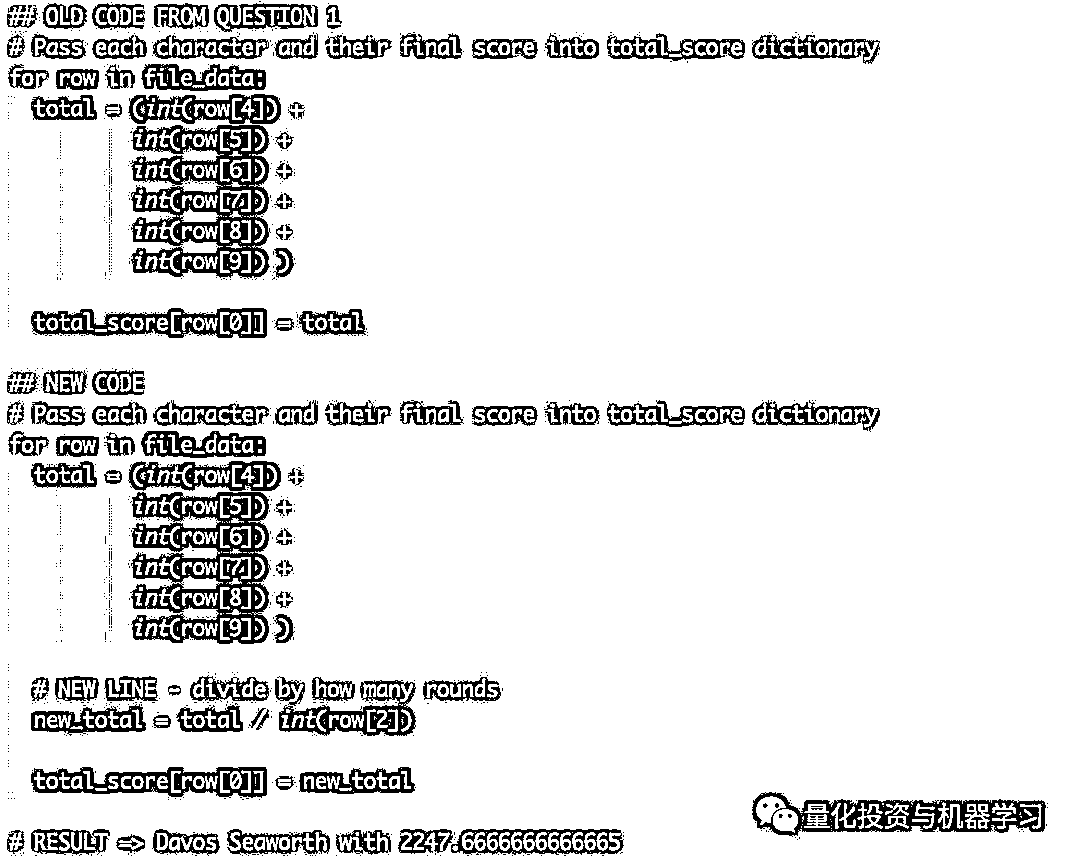 ## OLD CODE FROM QUESTION 1
# Pass each character and their final score into total_score dictionary
for row in file_data:
  total = (int(row[4]) +
           int(row[5]) +
           int(row[6]) +
           int(row[7]) +
           int(row[8]) +
           int(row[9]) )
  total_score[row[0]] = total
## NEW CODE
# Pass each character and their final score into total_score dictionary
for row in file_data:
  total = (int(row[4]) +
           int(row[5]) +
           int(row[6]) +
           int(row[7]) +
           int(row[8]) +
           int(row[9]) )
  # NEW LINE - divide by how many rounds
  new_total = total // int(row[2])
  total_score[row[0]] = new_total
# RESULT => Davos Seaworth with 2247.6666666666665
量化投资与机器学习